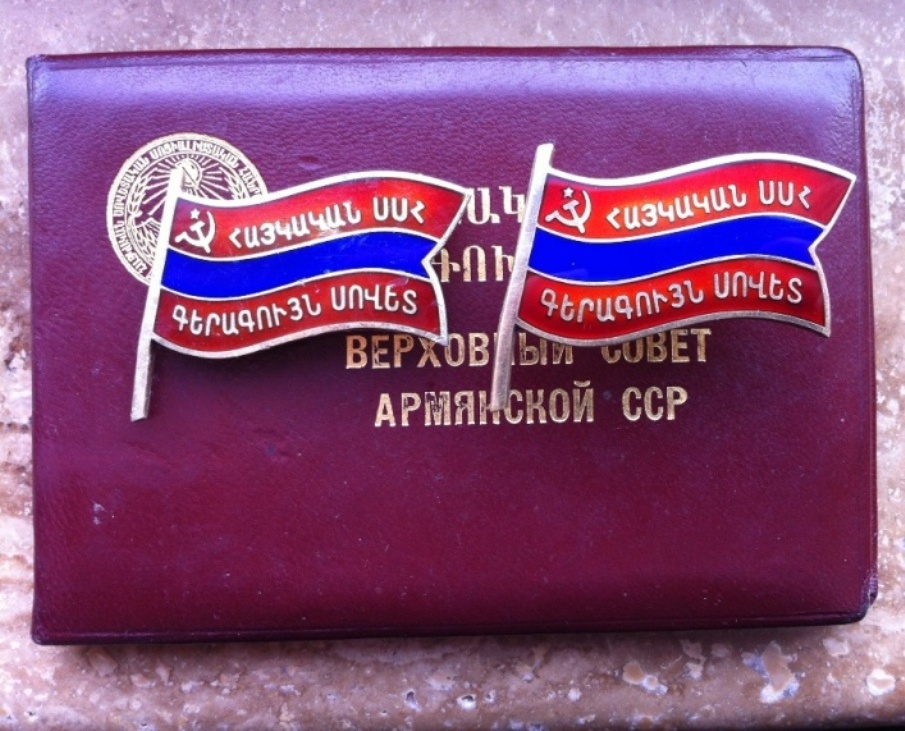 ՀԱՅԿԱԿԱՆ ՍՍՀ
ԳԵՐԱԳՈՒՅՆ ՍՈՎԵՏ
ՀԱՅԿԱԿԱՆ ՍՍՀ
ԳԵՐԱԳՈՒՅՆ ՍՈՎԵՏ
ВЕРХОВНЫЙ СОВЕТ
АРМЯНСКОЙ ССР